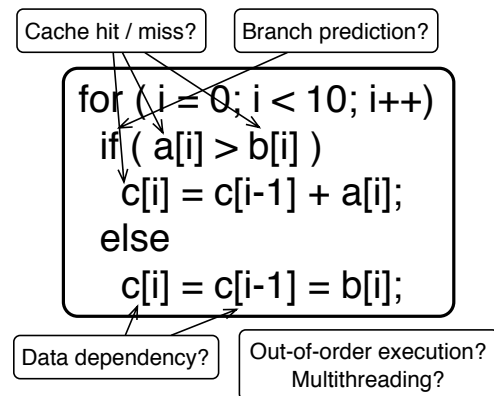 Cache hit / miss?
Branch prediction?
for ( i = 0; i < 10; i++)
if ( a[i] > b[i] )
c[i] = c[i-1] + a[i];
else
c[i] = c[i-1] = b[i];
Data dependency?
Out-of-order execution?
Multithreading?